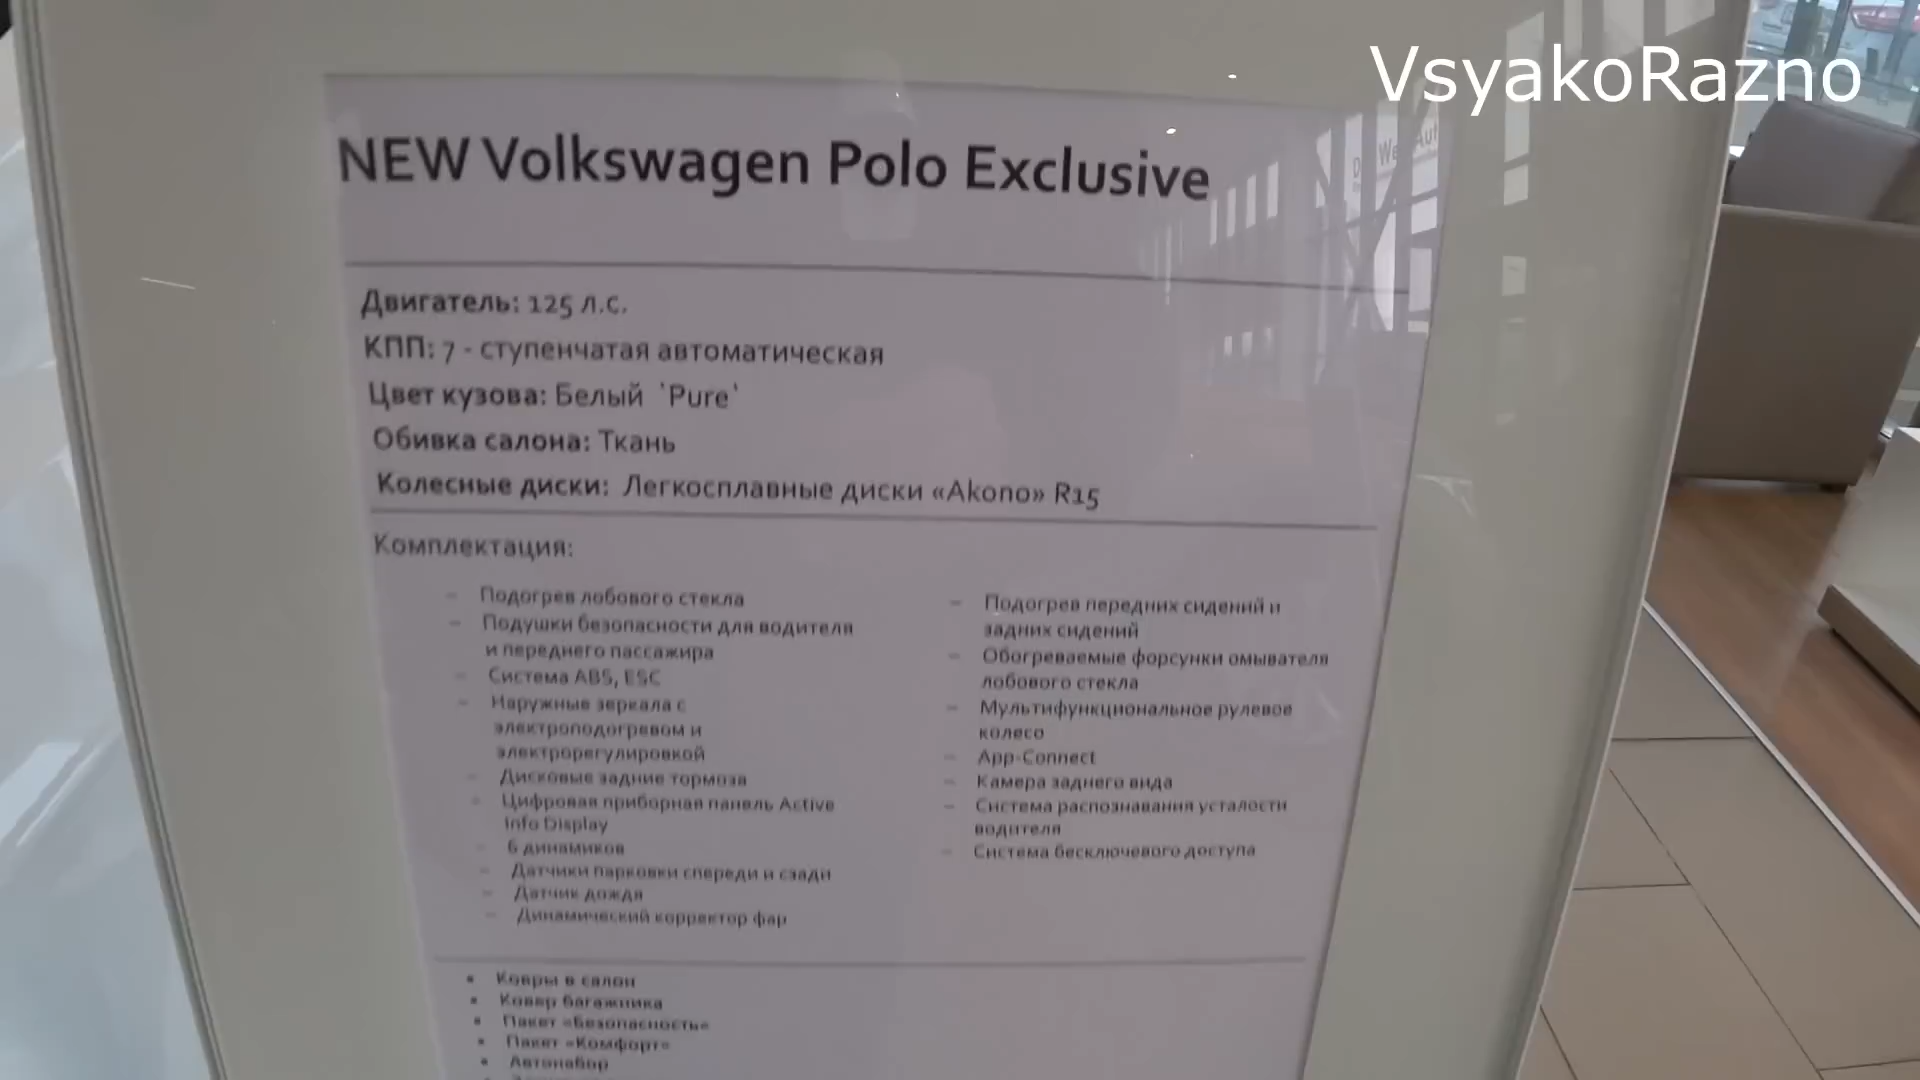 VsyakoRazno
NEW Volkswagen Polo Exclusive
Двигатель: 125 л.с.
КПП: 7 - ступенчатая автоматическая
Цвет кузова: Белый `Pure`
Обивка салона: Ткань
Колесные диски: Легкосплавные диски «Akono» R15
Комплектация:
– Подогрев лобового стекла
– Подушки безопасности для водителя
и переднего пассажира
– Система ABS, ESC
– Наружные зеркала с
электроподогревом и
электрорегулировкой
– Дисковые задние тормоза
– Цифровая приборная панель Active
Info Display
– 6 динамиков
– Датчики парковки спереди и сзади
– Датчик дождя
– Динамический корректор фар
– Подогрев передних сидений и
задних сидений
– Обогреваемые форсунки омывателя
лобового стекла
– Мультифункциональное рулевое
колесо
– App-Connect
– Камера заднего вида
– Система распознавания усталости
водителя
– Система бесключевого доступа
• Ковры в салон
• Ковер багажника
• Пакет «Безопасность»
• Пакет «Комфорт»
• Автонабор